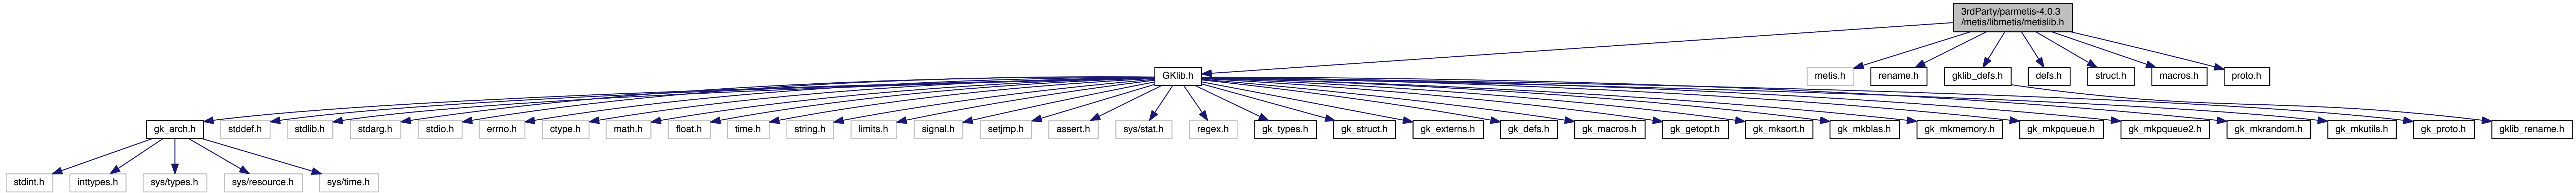 3rdParty/parmetis-4.0.3
/metis/libmetis/metislib.h
GKlib.h
metis.h
rename.h
gklib_defs.h
defs.h
struct.h
macros.h
proto.h
gk_arch.h
stddef.h
stdlib.h
stdarg.h
stdio.h
errno.h
ctype.h
math.h
float.h
time.h
string.h
limits.h
signal.h
setjmp.h
assert.h
sys/stat.h
regex.h
gk_types.h
gk_struct.h
gk_externs.h
gk_defs.h
gk_macros.h
gk_getopt.h
gk_mksort.h
gk_mkblas.h
gk_mkmemory.h
gk_mkpqueue.h
gk_mkpqueue2.h
gk_mkrandom.h
gk_mkutils.h
gk_proto.h
gklib_rename.h
stdint.h
inttypes.h
sys/types.h
sys/resource.h
sys/time.h